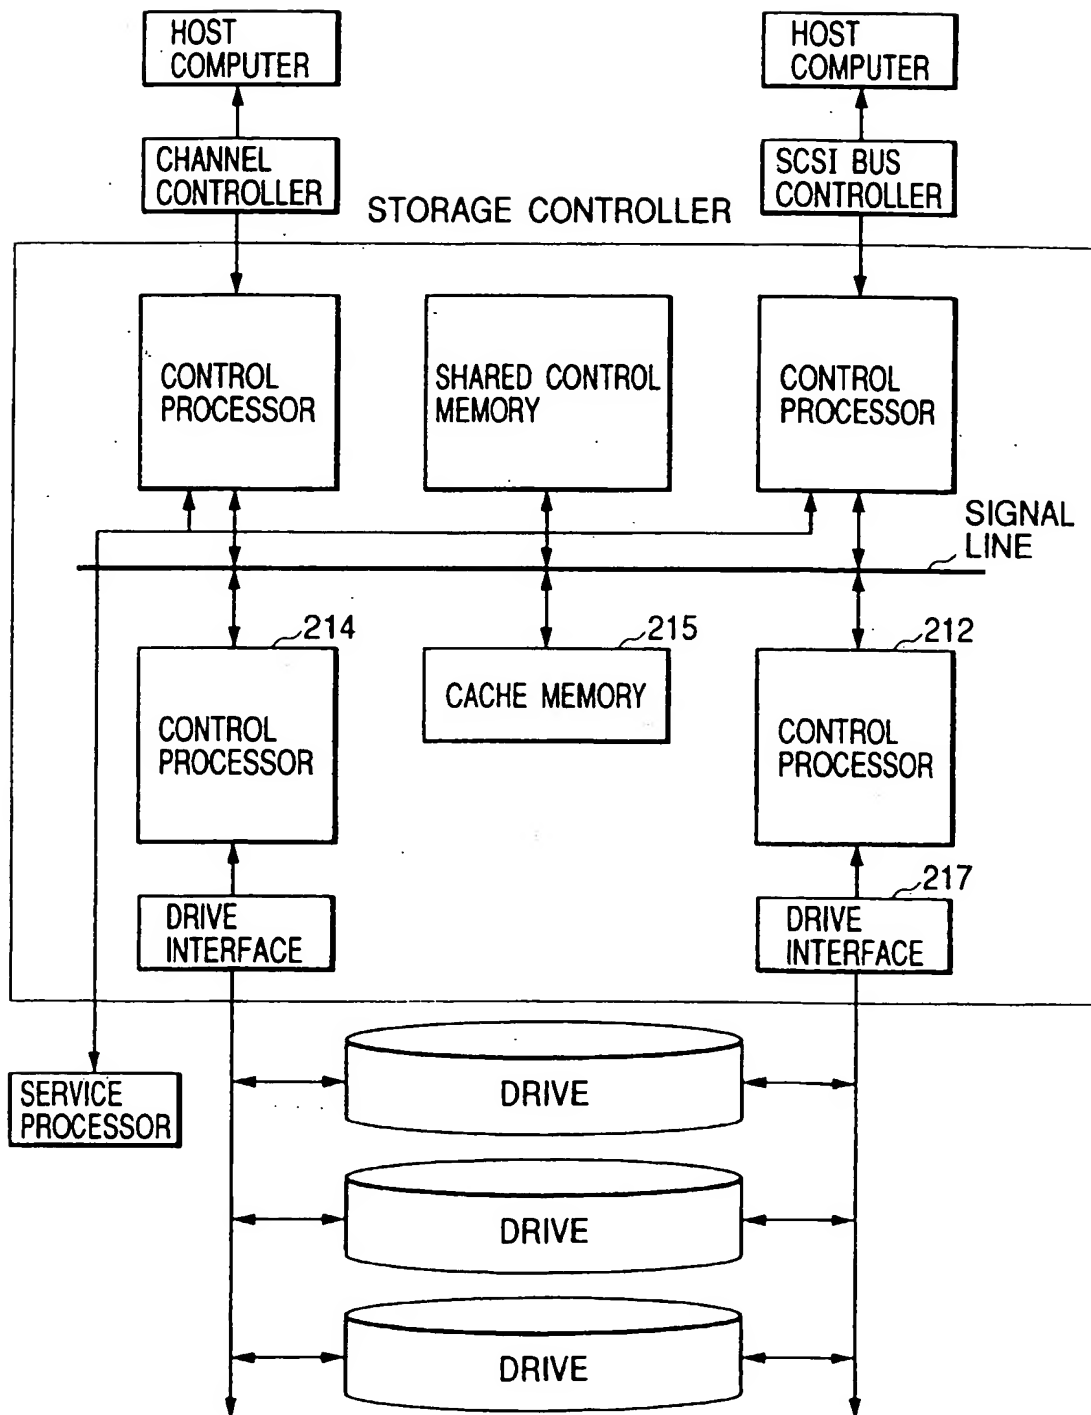 HOST
COMPUTER
HOST
COMPUTER
CHANNEL
CONTROLLER
SCSI BUS
CONTROLLER
STORAGE CONTROLLER
CONTROL
PROCESSOR
SHARED CONTROL
MEMORY
CONTROL
PROCESSOR
SIGNAL
LINE
214
215
212
CONTROL
PROCESSOR
CACHE MEMORY
CONTROL
PROCESSOR
217
DRIVE
INTERFACE
DRIVE
INTERFACE
SERVICE
PROCESSOR
DRIVE
DRIVE
DRIVE